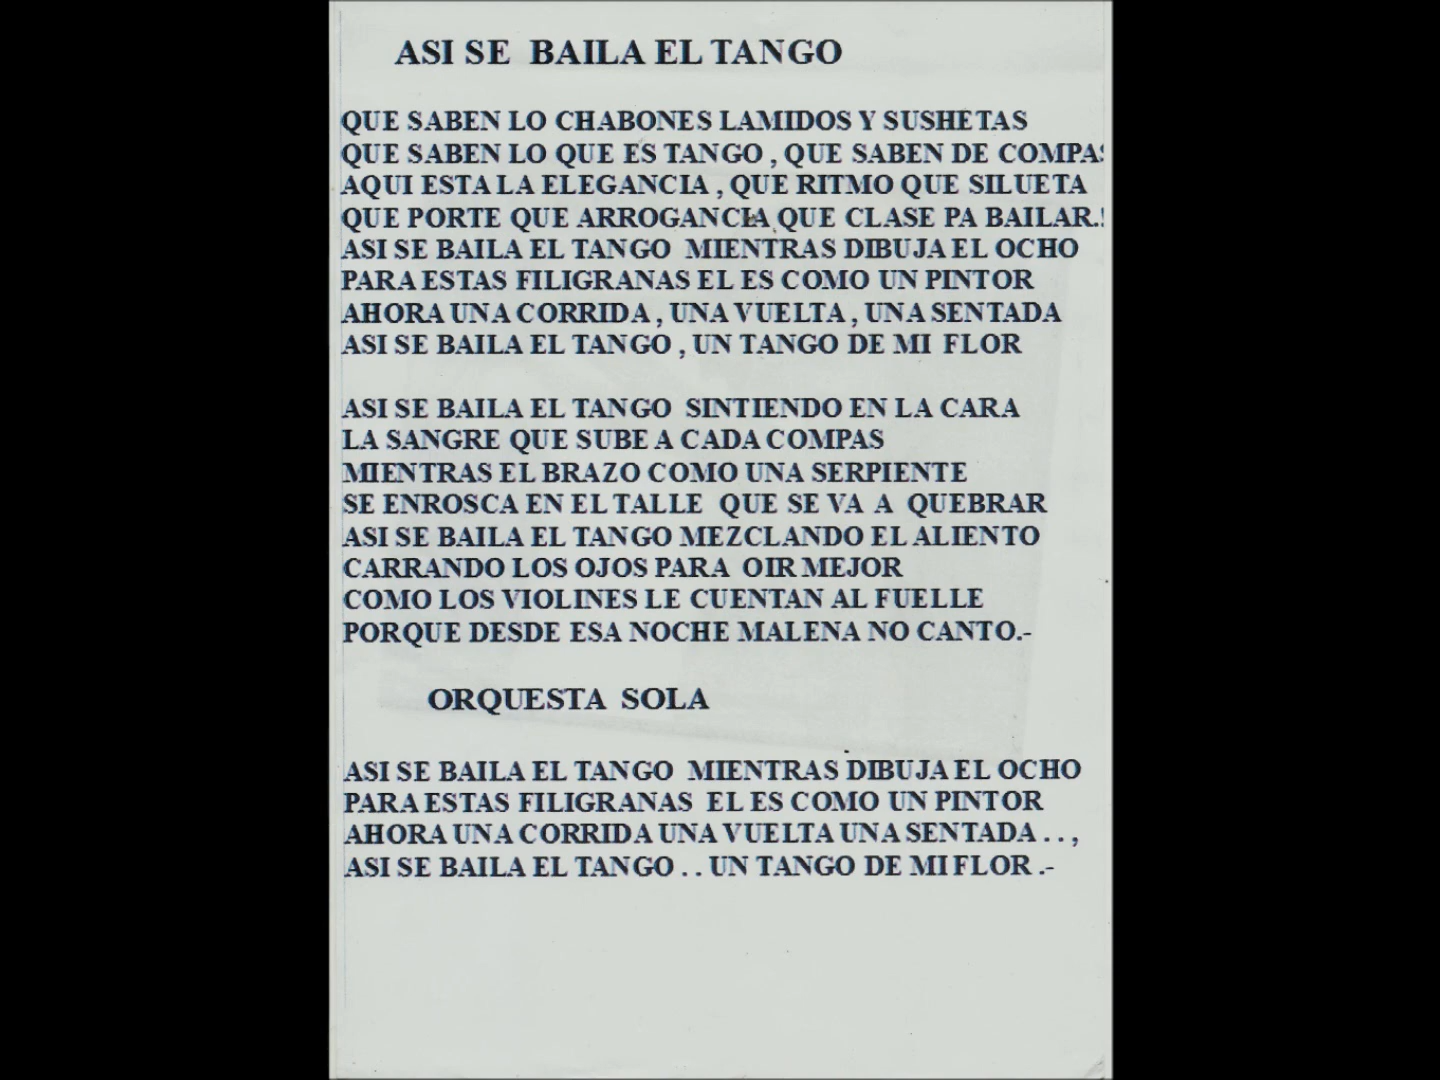 ASI SE BAILA EL TANGO
QUE SABEN LO CHABONES LAMIDOS Y SUSHETAS
QUE SABEN LO QUE ES TANGO , QUE SABEN DE COMPAS
AQUI ESTA LA ELEGANCIA , QUE RITMO QUE SILUETA
QUE PORTE QUE ARROGANCIA QUE CLASE PA BAILAR.!
ASI SE BAILA EL TANGO MIENTRAS DIBUJA EL OCHO
PARA ESTAS FILIGRANAS EL ES COMO UN PINTOR
AHORA UNA CORRIDA , UNA VUELTA , UNA SENTADA
ASI SE BAILA EL TANGO , UN TANGO DE MI FLOR
ASI SE BAILA EL TANGO SINTIENDO EN LA CARA
LA SANGRE QUE SUBE A CADA COMPAS
MIENTRAS EL BRAZO COMO UNA SERPIENTE
SE ENROSCA EN EL TALLE QUE SE VA A QUEBRAR
ASI SE BAILA EL TANGO MEZCLANDO EL ALIENTO
CARRANDO LOS OJOS PARA OIR MEJOR
COMO LOS VIOLINES LE CUENTAN AL FUELLE
PORQUE DESDE ESA NOCHE MALENA NO CANTO.-
ORQUESTA SOLA
ASI SE BAILA EL TANGO MIENTRAS DIBUJA EL OCHO
PARA ESTAS FILIGRANAS EL ES COMO UN PINTOR
AHORA UNA CORRIDA UNA VUELTA UNA SENTADA . . ,
ASI SE BAILA EL TANGO . . UN TANGO DE MI FLOR .-